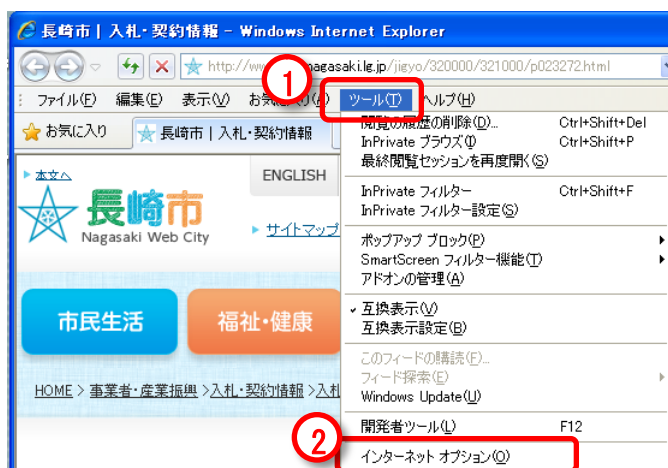 長崎市 | 入札・契約情報 - Windows Internet Explorer
http://www. nagasaki.lg.jp/jigyo/320000/321000/p023272.html
1
ファイル(F) 編集(E) 表示(V) お気に入り(A) ツール(T) ヘルプ(H)
お気に入り 長崎市 | 入札・契約情報
閲覧の履歴の削除(D)... Ctrl+Shift+Del
InPrivate ブラウズ(I) Ctrl+Shift+P
最終閲覧セッションを再度開く(S)
InPrivate フィルター Ctrl+Shift+F
InPrivate フィルター設定(S)
ポップアップ ブロック(P)
SmartScreen フィルター機能(T)
アドオンの管理(A)
互換表示(V)
互換表示設定(B)
このフィードの購読(F)...
フィード探索(E)
Windows Update(U)
開発者ツール(L) F12
2
インターネット オプション(O)
本文へ
ENGLISH
長崎市
Nagasaki Web City
サイトマップ
市民生活
福祉・健康
HOME > 事業者・産業振興 >入札・契約情報 >入札